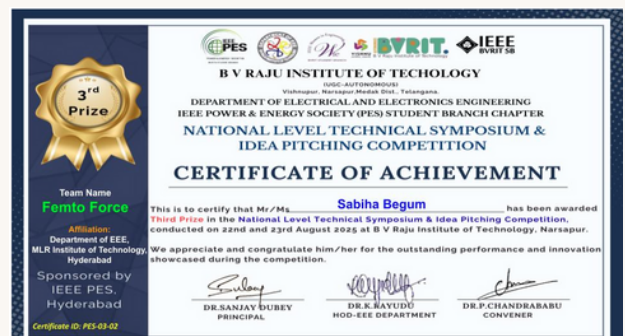 IEEE
PES
BVRIT.
B V Raju Institute of Technology
IEEE
BVRIT SB
B V RAJU INSTITUTE OF TECHOLOGY
(UGC-AUTONOMOUS)
Vishnupur, Narsapur, Medak Dist., Telangana.
DEPARTMENT OF ELECTRICAL AND ELECTRONICS ENGINEERING
IEEE POWER & ENERGY SOCIETY (PES) STUDENT BRANCH CHAPTER
NATIONAL LEVEL TECHNICAL SYMPOSIUM &
IDEA PITCHING COMPETITION
CERTIFICATE OF ACHIEVEMENT
3rd
Prize
Team Name
Femto Force
Affiliation:
Department of EEE,
MLR Institute of Technology,
Hyderabad
Sponsored by
IEEE PES,
Hyderabad
Certificate ID: PES-03-02
This is to certify that Mr/Ms Sabiha Begum has been awarded
Third Prize in the National Level Technical Symposium & Idea Pitching Competition,
conducted on 22nd and 23rd August 2025 at B V Raju Institute of Technology, Narsapur.
We appreciate and congratulate him/her for the outstanding performance and innovation
showcased during the competition.
DR.SANJAY DUBEY
PRINCIPAL
DR.K.RAYUDU
HOD-EEE DEPARTMENT
DR.P.CHANDRABABU
CONVENER